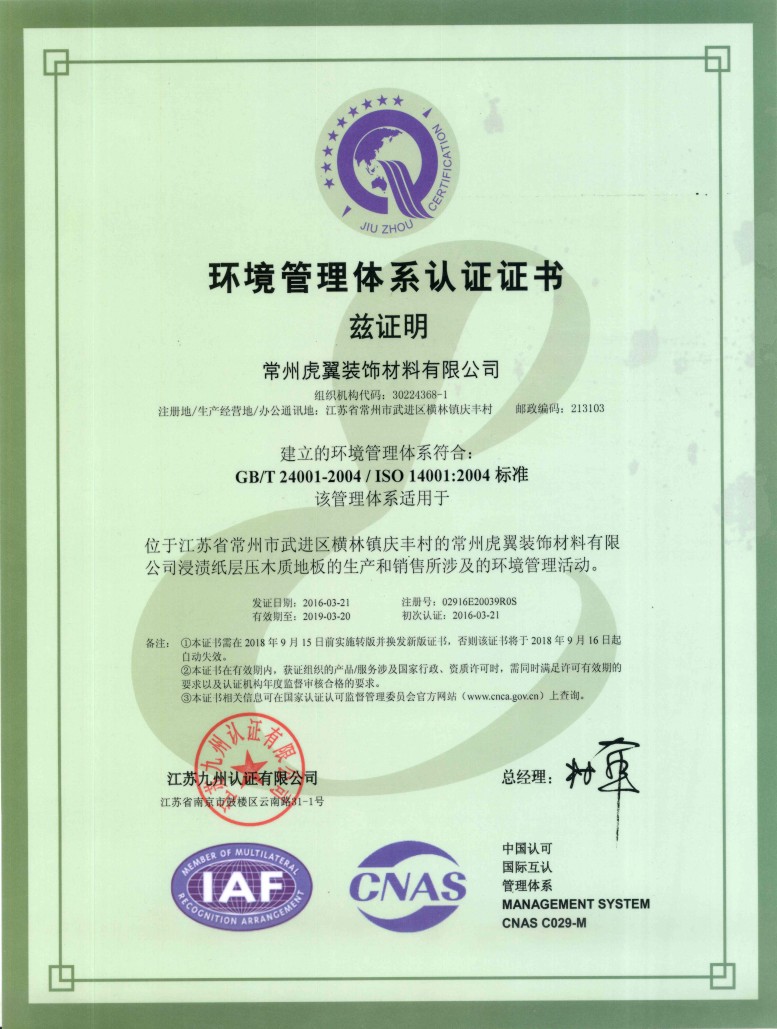 ★★★★★★★★★
JIU ZHOU CERTIFICATION
环境管理体系认证证书
兹证明
常州虎翼装饰材料有限公司
组织机构代码：30224368-1
注册地/生产经营地/办公通讯地：江苏省常州市武进区横林镇庆丰村 邮政编码：213103
建立的环境管理体系符合：
GB/T 24001-2004 / ISO 14001:2004 标准
该管理体系适用于
位于江苏省常州市武进区横林镇庆丰村的常州虎翼装饰材料有限
公司浸渍纸层压木质地板的生产和销售所涉及的环境管理活动。
发证日期：2016-03-21 注册号：02916E20039R0S
有效期至：2019-03-20 初次认证：2016-03-21
备注： ①本证书需在 2018 年 9 月 15 日前实施转版并换发新版证书，否则该证书将于 2018 年 9 月 16 日起
自动失效。
②本证书在有效期内，获证组织的产品/服务涉及国家行政、资质许可时，需同时满足许可有效期的
要求以及认证机构年度监督审核合格的要求。
③本证书相关信息可在国家认证认可监督管理委员会官方网站（www.cnca.gov.cn）上查询。
江苏九州认证有限公司
江苏九州认证有限公司
江苏省南京市鼓楼区云南路31-1号
总经理：
MEMBER OF MULTILATERAL
IAF
RECOGNITION ARRANGEMENT
CNAS
中国认可
国际互认
管理体系
MANAGEMENT SYSTEM
CNAS C029-M